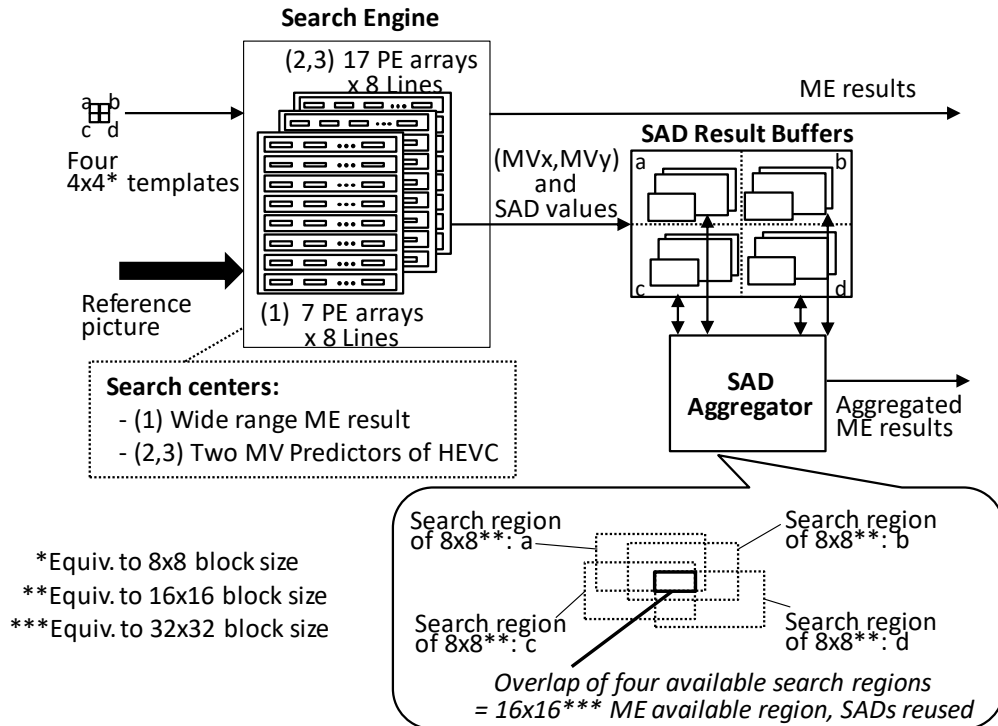 Search Engine
(2,3) 17 PE arrays
x 8 Lines
a b
c d
Four
4x4* templates
Reference
picture
(1) 7 PE arrays
x 8 Lines
ME results
SAD Result Buffers
(MVx,MVy)
and
SAD values
a
b
c
d
SAD
Aggregator
Aggregated
ME results
Search centers:
- (1) Wide range ME result
- (2,3) Two MV Predictors of HEVC
*Equiv. to 8x8 block size
**Equiv. to 16x16 block size
***Equiv. to 32x32 block size
Search region
of 8x8**: a
Search region
of 8x8**: b
Search region
of 8x8**: c
Search region
of 8x8**: d
Overlap of four available search regions
= 16x16*** ME available region, SADs reused